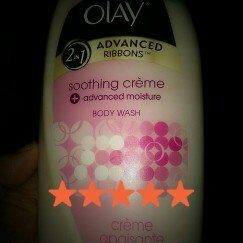 OLAY
2in1
ADVANCED
RIBBONS™
soothing crème
+ advanced moisture
BODY WASH
crème
apaisante